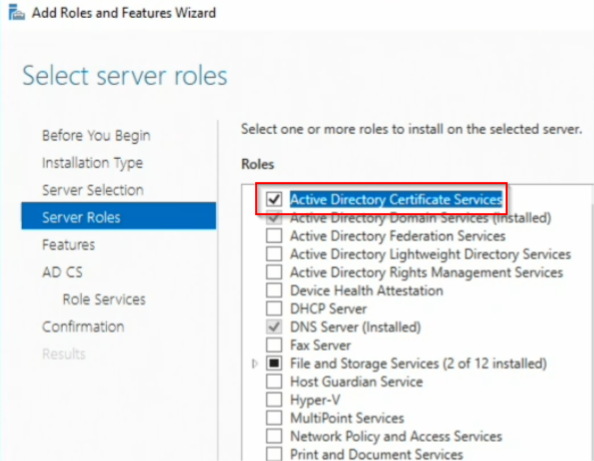 Add Roles and Features Wizard
Select server roles
Before You Begin
Installation Type
Server Selection
Server Roles
Features
AD CS
Role Services
Confirmation
Results
Select one or more roles to install on the selected server.
Roles
Active Directory Certificate Services
Active Directory Domain Services (Installed)
Active Directory Federation Services
Active Directory Lightweight Directory Services
Active Directory Rights Management Services
Device Health Attestation
DHCP Server
DNS Server (Installed)
Fax Server
File and Storage Services (2 of 12 installed)
Host Guardian Service
Hyper-V
MultiPoint Services
Network Policy and Access Services
Print and Document Services